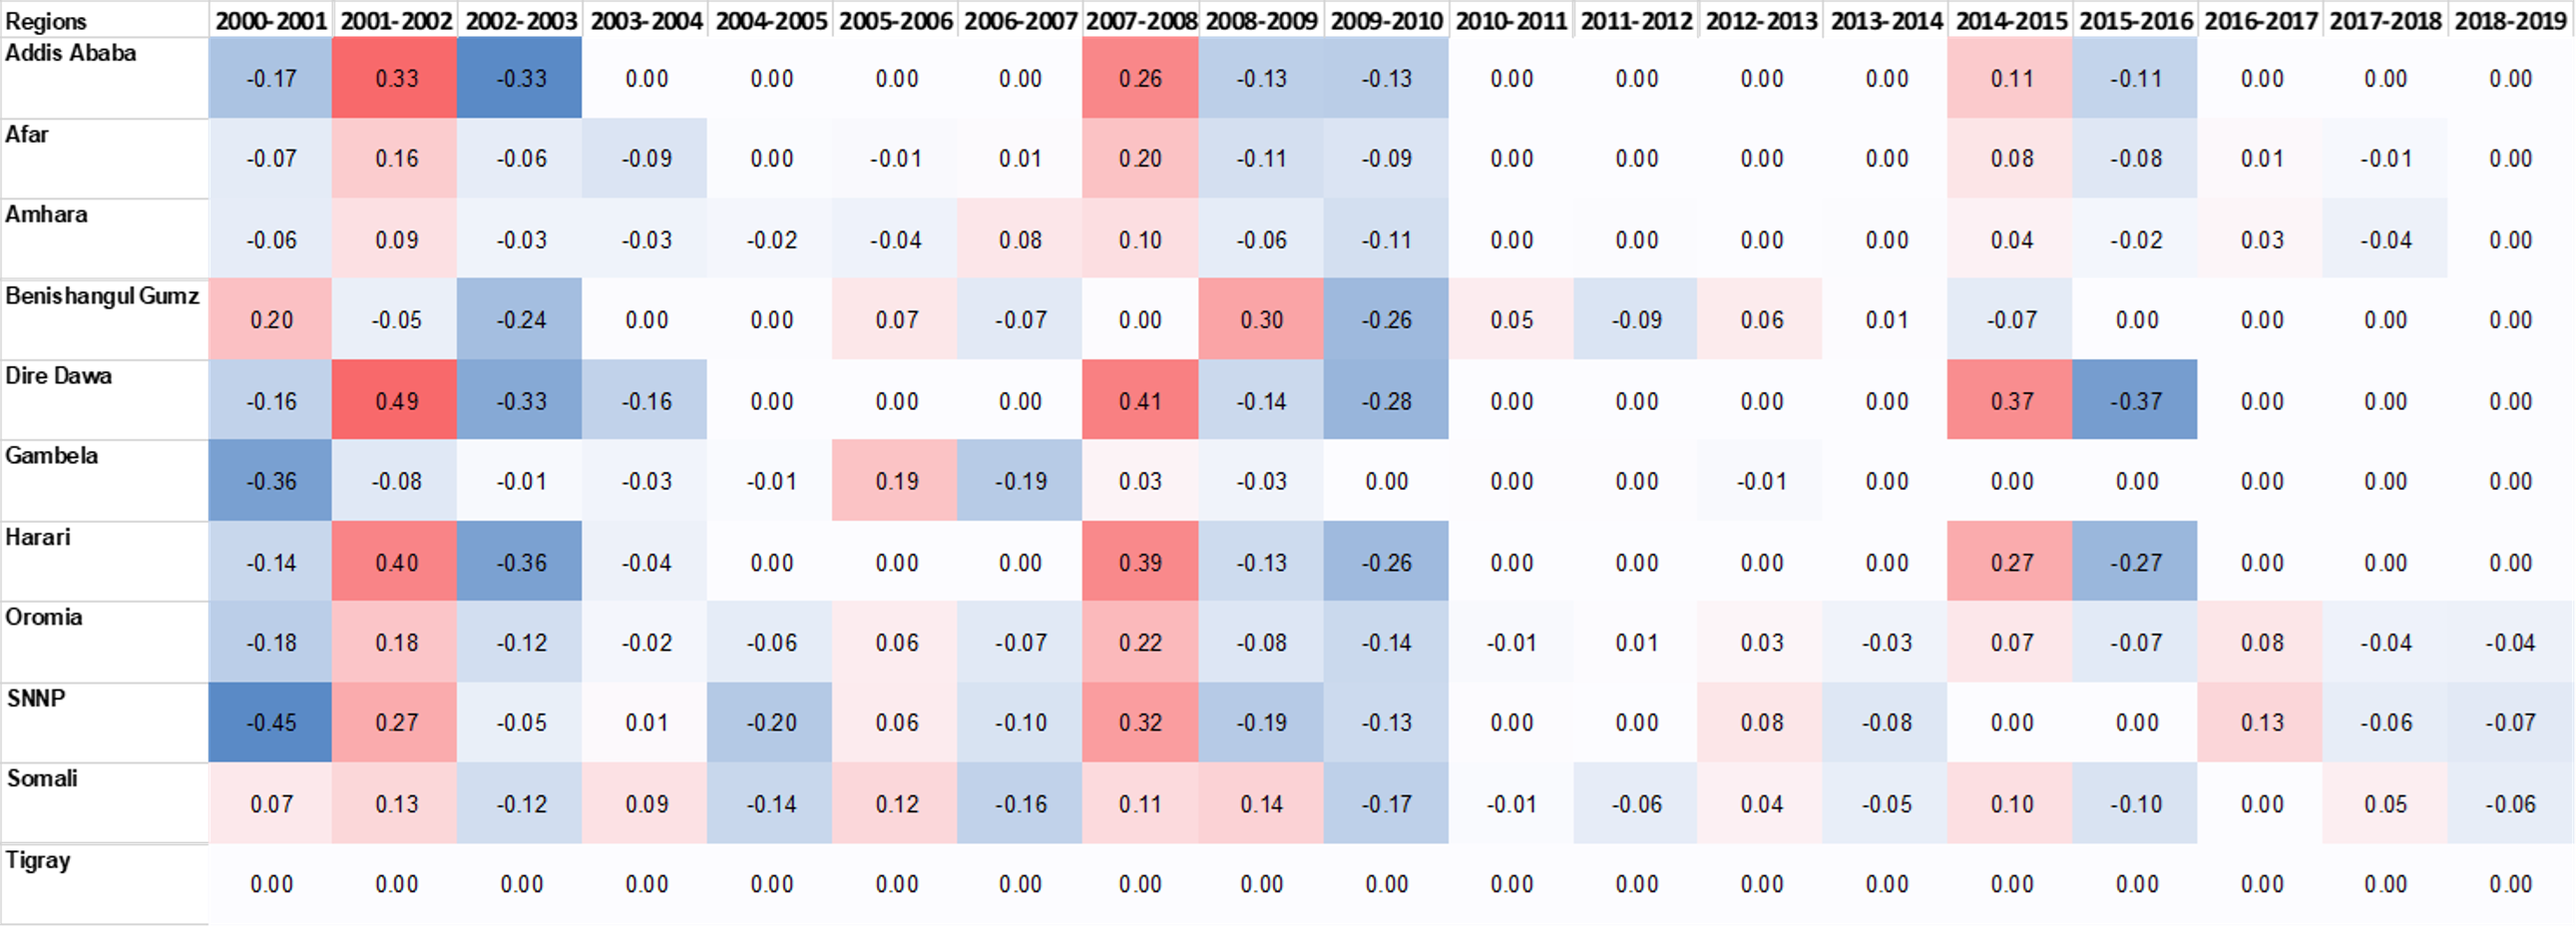 Regions 2000-2001 2001-2002 2002-2003 2003-2004 2004-2005 2005-2006 2006-2007 2007-2008 2008-2009 2009-2010 2010-2011 2011-2012 2012-2013 2013-2014 2014-2015 2015-2016 2016-2017 2017-2018 2018-2019
Addis Ababa -0.17 0.33 -0.33 0.00 0.00 0.00 0.00 0.26 -0.13 -0.13 0.00 0.00 0.00 0.00 0.11 -0.11 0.00 0.00 0.00
Afar -0.07 0.16 -0.06 -0.09 0.00 -0.01 0.01 0.20 -0.11 -0.09 0.00 0.00 0.00 0.00 0.08 -0.08 0.01 -0.01 0.00
Amhara -0.06 0.09 -0.03 -0.03 -0.02 -0.04 0.08 0.10 -0.06 -0.11 0.00 0.00 0.00 0.00 0.04 -0.02 0.03 -0.04 0.00
Benishangul Gumz 0.20 -0.05 -0.24 0.00 0.00 0.07 -0.07 0.00 0.30 -0.26 0.05 -0.09 0.06 0.01 -0.07 0.00 0.00 0.00 0.00
Dire Dawa -0.16 0.49 -0.33 -0.16 0.00 0.00 0.00 0.41 -0.14 -0.28 0.00 0.00 0.00 0.00 0.37 -0.37 0.00 0.00 0.00
Gambela -0.36 -0.08 -0.01 -0.03 -0.01 0.19 -0.19 0.03 -0.03 0.00 0.00 0.00 -0.01 0.00 0.00 0.00 0.00 0.00 0.00
Harari -0.14 0.40 -0.36 -0.04 0.00 0.00 0.00 0.39 -0.13 -0.26 0.00 0.00 0.00 0.00 0.27 -0.27 0.00 0.00 0.00
Oromia -0.18 0.18 -0.12 -0.02 -0.06 0.06 -0.07 0.22 -0.08 -0.14 -0.01 0.01 0.03 -0.03 0.07 -0.07 0.08 -0.04 -0.04
SNNP -0.45 0.27 -0.05 0.01 -0.20 0.06 -0.10 0.32 -0.19 -0.13 0.00 0.00 0.08 -0.08 0.00 0.00 0.13 -0.06 -0.07
Somali 0.07 0.13 -0.12 0.09 -0.14 0.12 -0.16 0.11 0.14 -0.17 -0.01 -0.06 0.04 -0.05 0.10 -0.10 0.00 0.05 -0.06
Tigray 0.00 0.00 0.00 0.00 0.00 0.00 0.00 0.00 0.00 0.00 0.00 0.00 0.00 0.00 0.00 0.00 0.00 0.00 0.00